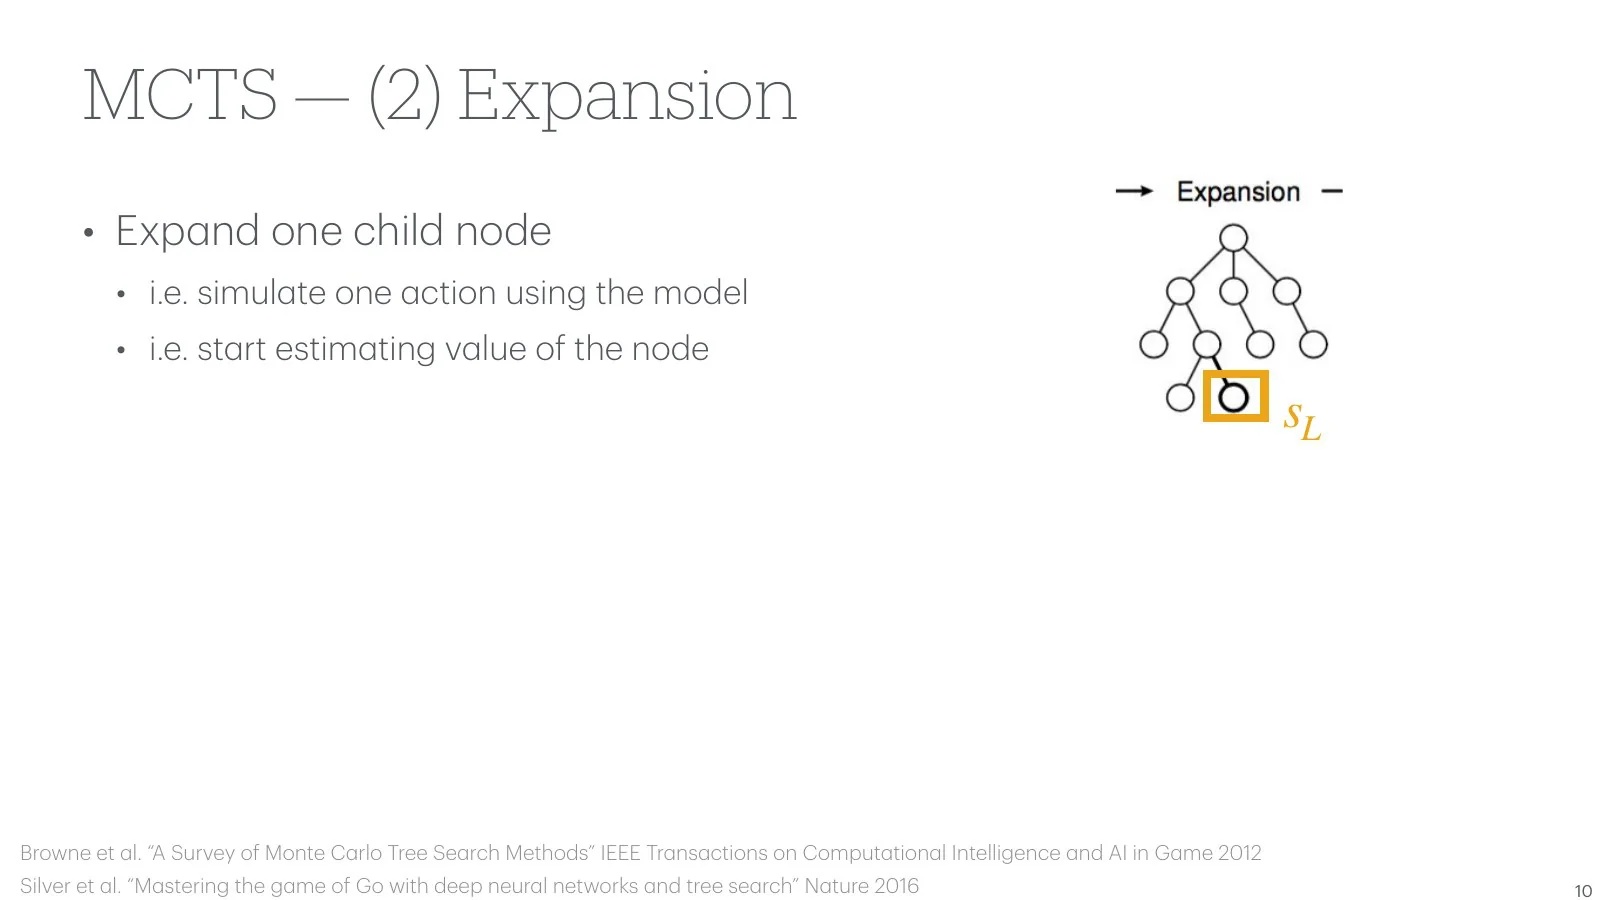 MCTS — (2) Expansion
• Expand one child node
• i.e. simulate one action using the model
• i.e. start estimating value of the node
Expansion
s_L
Browne et al. “A Survey of Monte Carlo Tree Search Methods” IEEE Transactions on Computational Intelligence and AI in Game 2012
Silver et al. “Mastering the game of Go with deep neural networks and tree search” Nature 2016
10